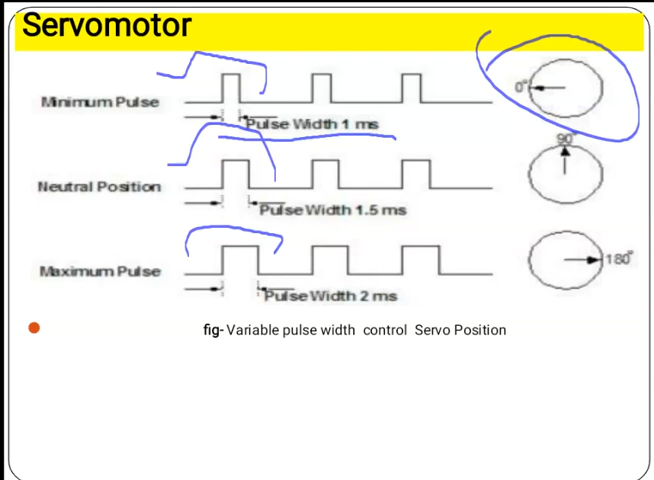 Servomotor
0°
Minimum Pulse
Pulse Width 1 ms
90°
Neutral Position
Pulse Width 1.5 ms
180°
Maximum Pulse
Pulse Width 2 ms
fig- Variable pulse width control Servo Position